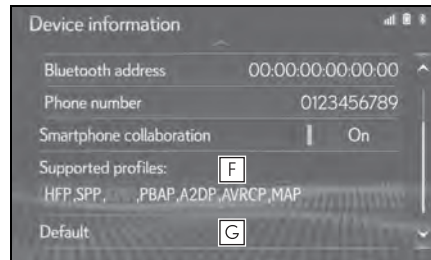 Device information
Bluetooth address 00:00:00:00:00:00
Phone number 0123456789
Smartphone collaboration On
Supported profiles: F
HFP,SPP, ,PBAP,A2DP,AVRCP,MAP
Default G